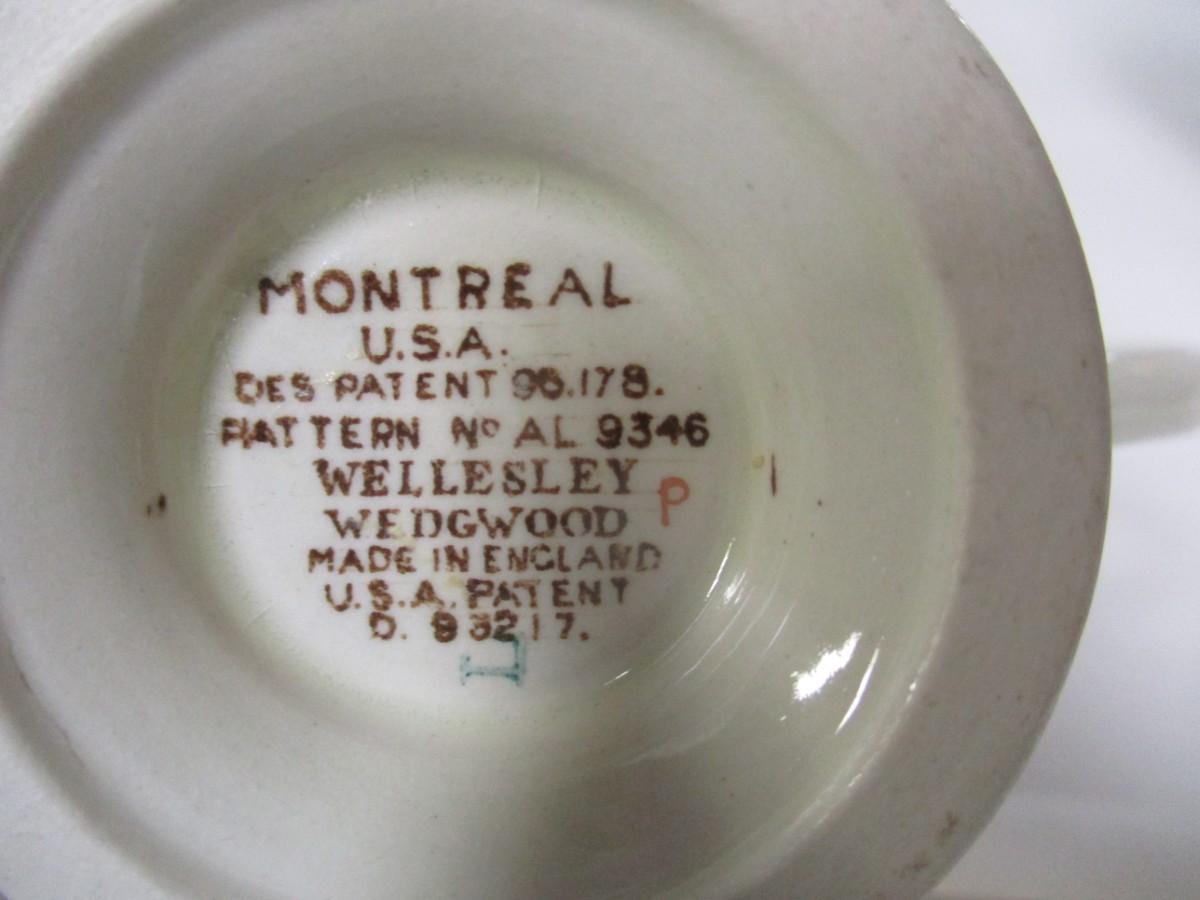 MONTREAL
U.S.A.
DES PATENT 96.178.
PATTERN Nº AL 9346
WELLESLEY
P
WEDGWOOD
MADE IN ENGLAND
U.S.A. PATENT
D. 93217.
L